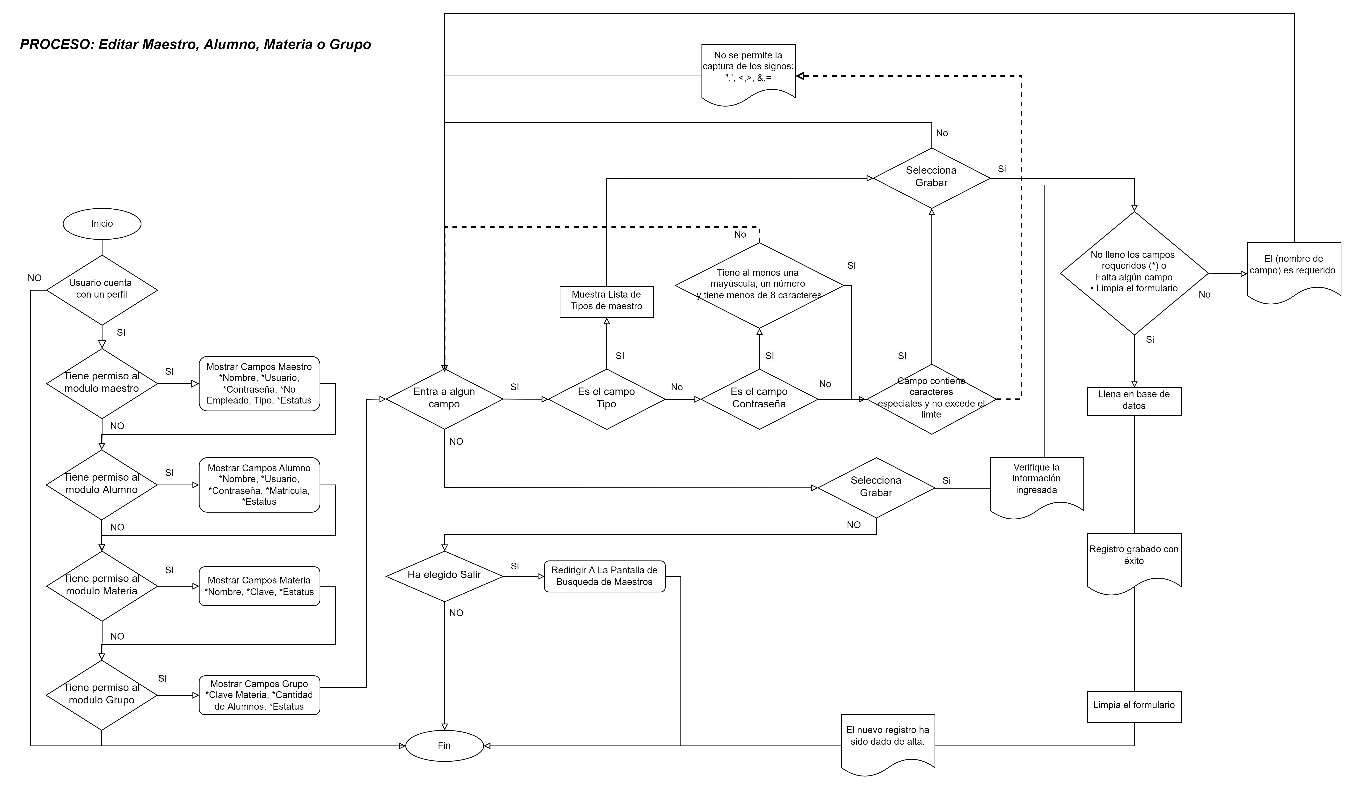 PROCESO: Editar Maestro, Alumno, Materia o Grupo
No se permite la
captura de los signos:
",', <,>, &,=
No
Selecciona
Grabar
Si
Inicio
NO
Usuario cuenta
con un perfil
SI
Tiene permiso al
modulo maestro
SI
Mostrar Campos Maestro
*Nombre, *Usuario,
*Contraseña, *No
Empleado, Tipo, *Estatus
NO
Tiene permiso al
modulo Alumno
SI
Mostrar Campos Alumno
*Nombre, *Usuario,
*Contraseña, *Matricula,
*Estatus
NO
Tiene permiso al
modulo Materia
SI
Mostrar Campos Materia
*Nombre, *Clave, *Estatus
NO
Tiene permiso al
modulo Grupo
SI
Mostrar Campos Grupo
*Clave Materia, *Cantidad
de Alumnos, *Estatus
Entra a algun
campo
SI
NO
Es el campo
Tipo
SI
No
Muestra Lista de
Tipos de maestro
Es el campo
Contraseña
SI
No
Tiene al menos una
mayúscula, un número
y tiene menos de 8 caracteres
No
SI
Campo contiene
caracteres
especiales y no excede el
limte
SI
No lleno los campos
requeridos (*) o
Falta algún campo
• Limpia el formulario
No
Si
El (nombre de
campo) es requerido
Llena en base de
datos
Selecciona
Grabar
Si
NO
Verifique la
Información
ingresada
Ha elegido Salir
SI
NO
Redirigir A La Pantalla de
Busqueda de Maestros
Registro grabado con
éxito
Limpia el formulario
El nuevo registro ha
sido dado de alta.
Fin